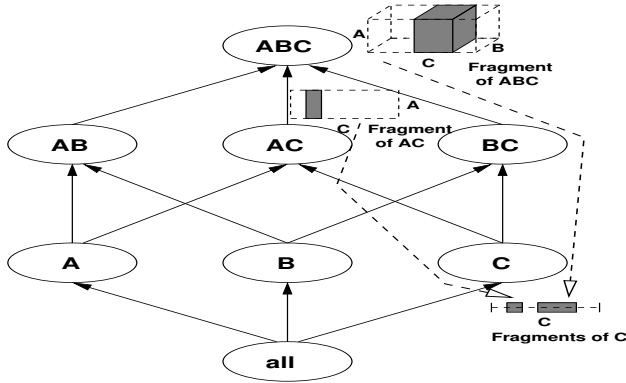 ABC
A
B
C
Fragment
of ABC
A
C
Fragment
of AC
AB
AC
BC
A
B
C
C
Fragments of C
all